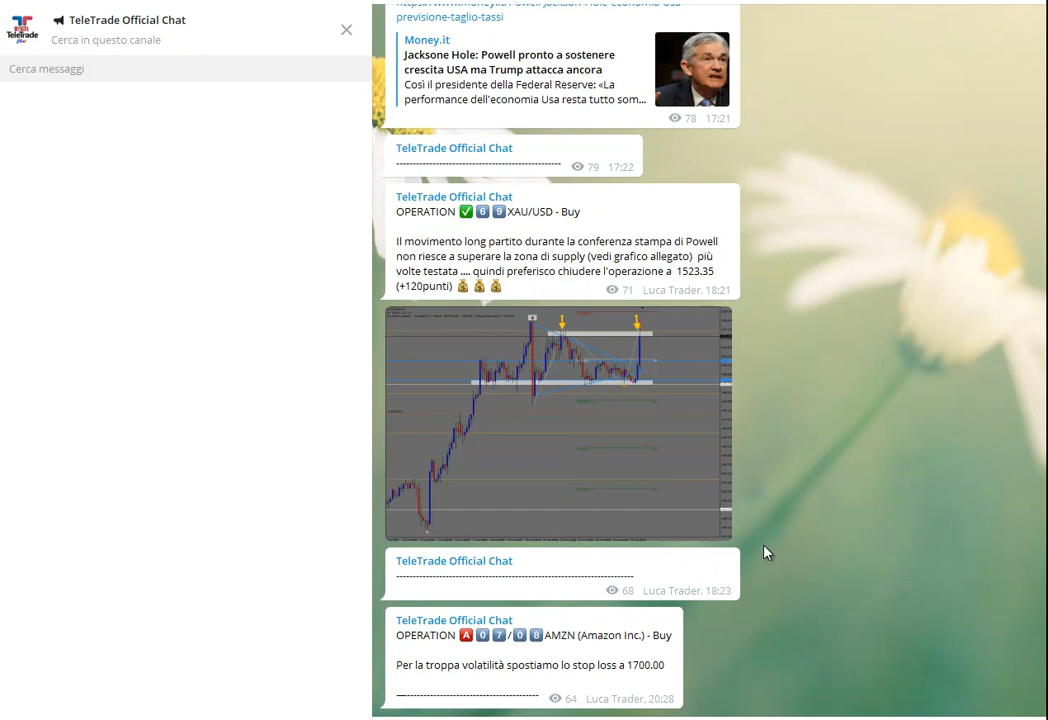 TeleTrade Official Chat
Cerca in questo canale
Cerca messaggi
previsione-taglio-tassi
Money.it
Jacksone Hole: Powell pronto a sostenere
crescita USA ma Trump attacca ancora
Così il presidente della Federal Reserve: «La
performance dell'economia Usa resta tutto som...
78 17:21
TeleTrade Official Chat
--------------------------------------------------
79 17:22
TeleTrade Official Chat
OPERATION ✅ 6 9 XAU/USD - Buy
Il movimento long partito durante la conferenza stampa di Powell
non riesce a superare la zona di supply (vedi grafico allegato) più
volte testata .... quindi preferisco chiudere l'operazione a 1523.35
(+120punti) 💰 💰 💰
71 Luca Trader, 18:21
TeleTrade Official Chat
------------------------------------------------------------------------
68 Luca Trader, 18:23
TeleTrade Official Chat
OPERATION 🅰 0 7 / 0 8 AMZN (Amazon Inc.) - Buy
Per la troppa volatilità spostiamo lo stop loss a 1700.00
—----------------------------------------
64 Luca Trader, 20:28